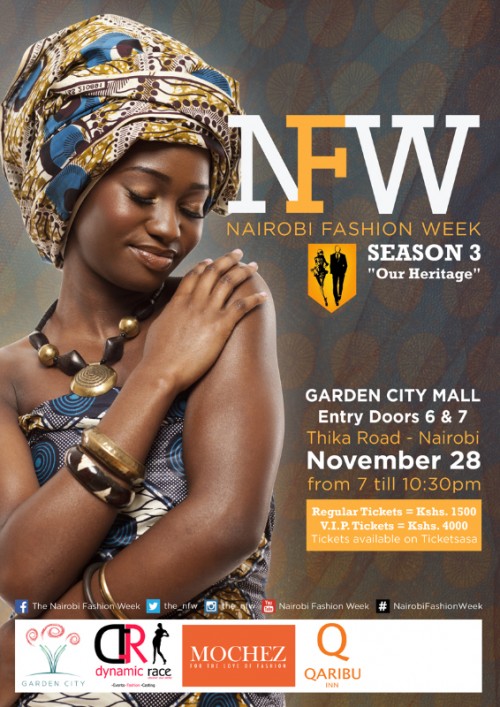 NFW
NAIROBI FASHION WEEK
SEASON 3
"Our Heritage"
GARDEN CITY MALL
Entry Doors 6 & 7
Thika Road - Nairobi
November 28
from 7 till 10:30pm
Regular Tickets = Kshs. 1500
V.I.P. Tickets = Kshs. 4000
Tickets available on Ticketsasa
The Nairobi Fashion Week the_nfw the_nfw Nairobi Fashion Week # NairobiFashionWeek
GARDEN CITY
DR
dynamic race
MOCHEZ
FOR THE LOVE OF FASHION
Q
QARIBU
INN